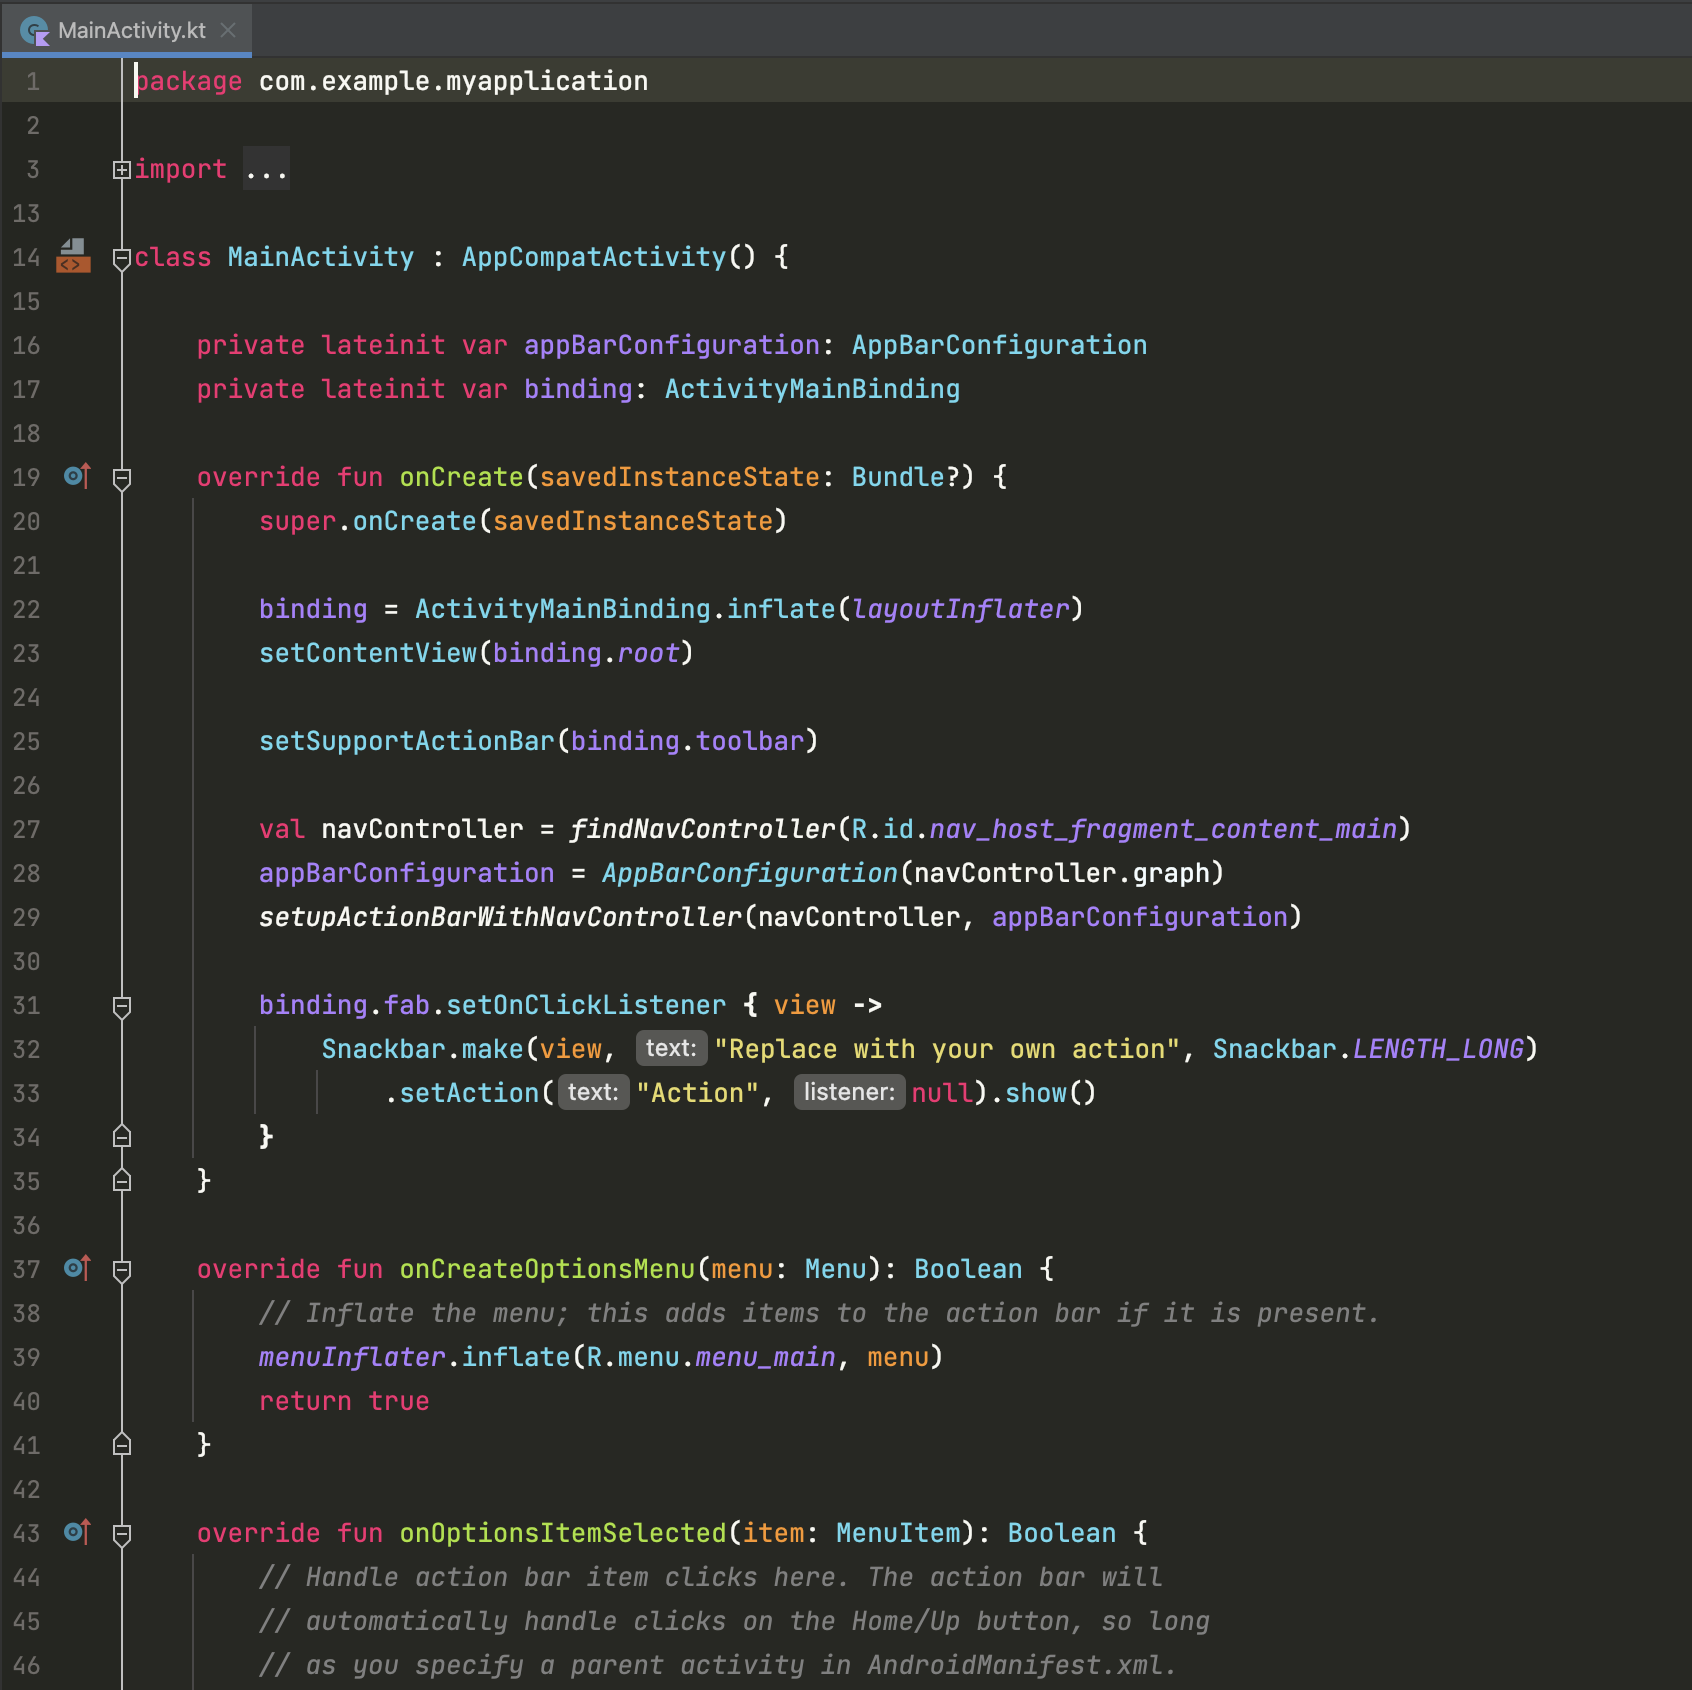 MainActivity.kt
1 package com.example.myapplication
2
3 import ...
13
14 class MainActivity : AppCompatActivity() {
15
16     private lateinit var appBarConfiguration: AppBarConfiguration
17     private lateinit var binding: ActivityMainBinding
18
19     override fun onCreate(savedInstanceState: Bundle?) {
20         super.onCreate(savedInstanceState)
21
22         binding = ActivityMainBinding.inflate(layoutInflater)
23         setContentView(binding.root)
24
25         setSupportActionBar(binding.toolbar)
26
27         val navController = findNavController(R.id.nav_host_fragment_content_main)
28         appBarConfiguration = AppBarConfiguration(navController.graph)
29         setupActionBarWithNavController(navController, appBarConfiguration)
30
31         binding.fab.setOnClickListener { view ->
32             Snackbar.make(view, text: "Replace with your own action", Snackbar.LENGTH_LONG)
33                 .setAction( text: "Action", listener: null).show()
34         }
35     }
36
37     override fun onCreateOptionsMenu(menu: Menu): Boolean {
38         // Inflate the menu; this adds items to the action bar if it is present.
39         menuInflater.inflate(R.menu.menu_main, menu)
40         return true
41     }
42
43     override fun onOptionsItemSelected(item: MenuItem): Boolean {
44         // Handle action bar item clicks here. The action bar will
45         // automatically handle clicks on the Home/Up button, so long
46         // as you specify a parent activity in AndroidManifest.xml.